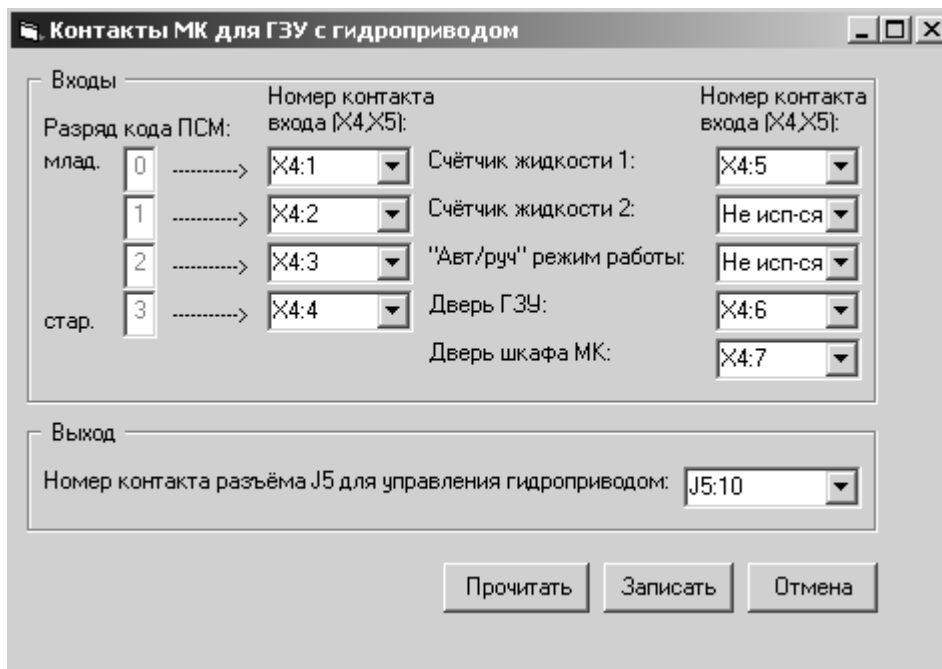 Контакты МК для ГЗУ с гидроприводом
Входы
Номер контакта
входа (X4,X5):
Номер контакта
входа (X4,X5):
Разряд кода ПСМ:
млад. 0 ----------> X4:1 Счётчик жидкости 1: X4:5
1 ----------> X4:2 Счётчик жидкости 2: Не исп-ся
2 ----------> X4:3 "Авт/руч" режим работы: Не исп-ся
стар. 3 ----------> X4:4 Дверь ГЗУ: X4:6
Дверь шкафа МК: X4:7
Выход
Номер контакта разъёма J5 для управления гидроприводом: J5:10
Прочитать Записать Отмена